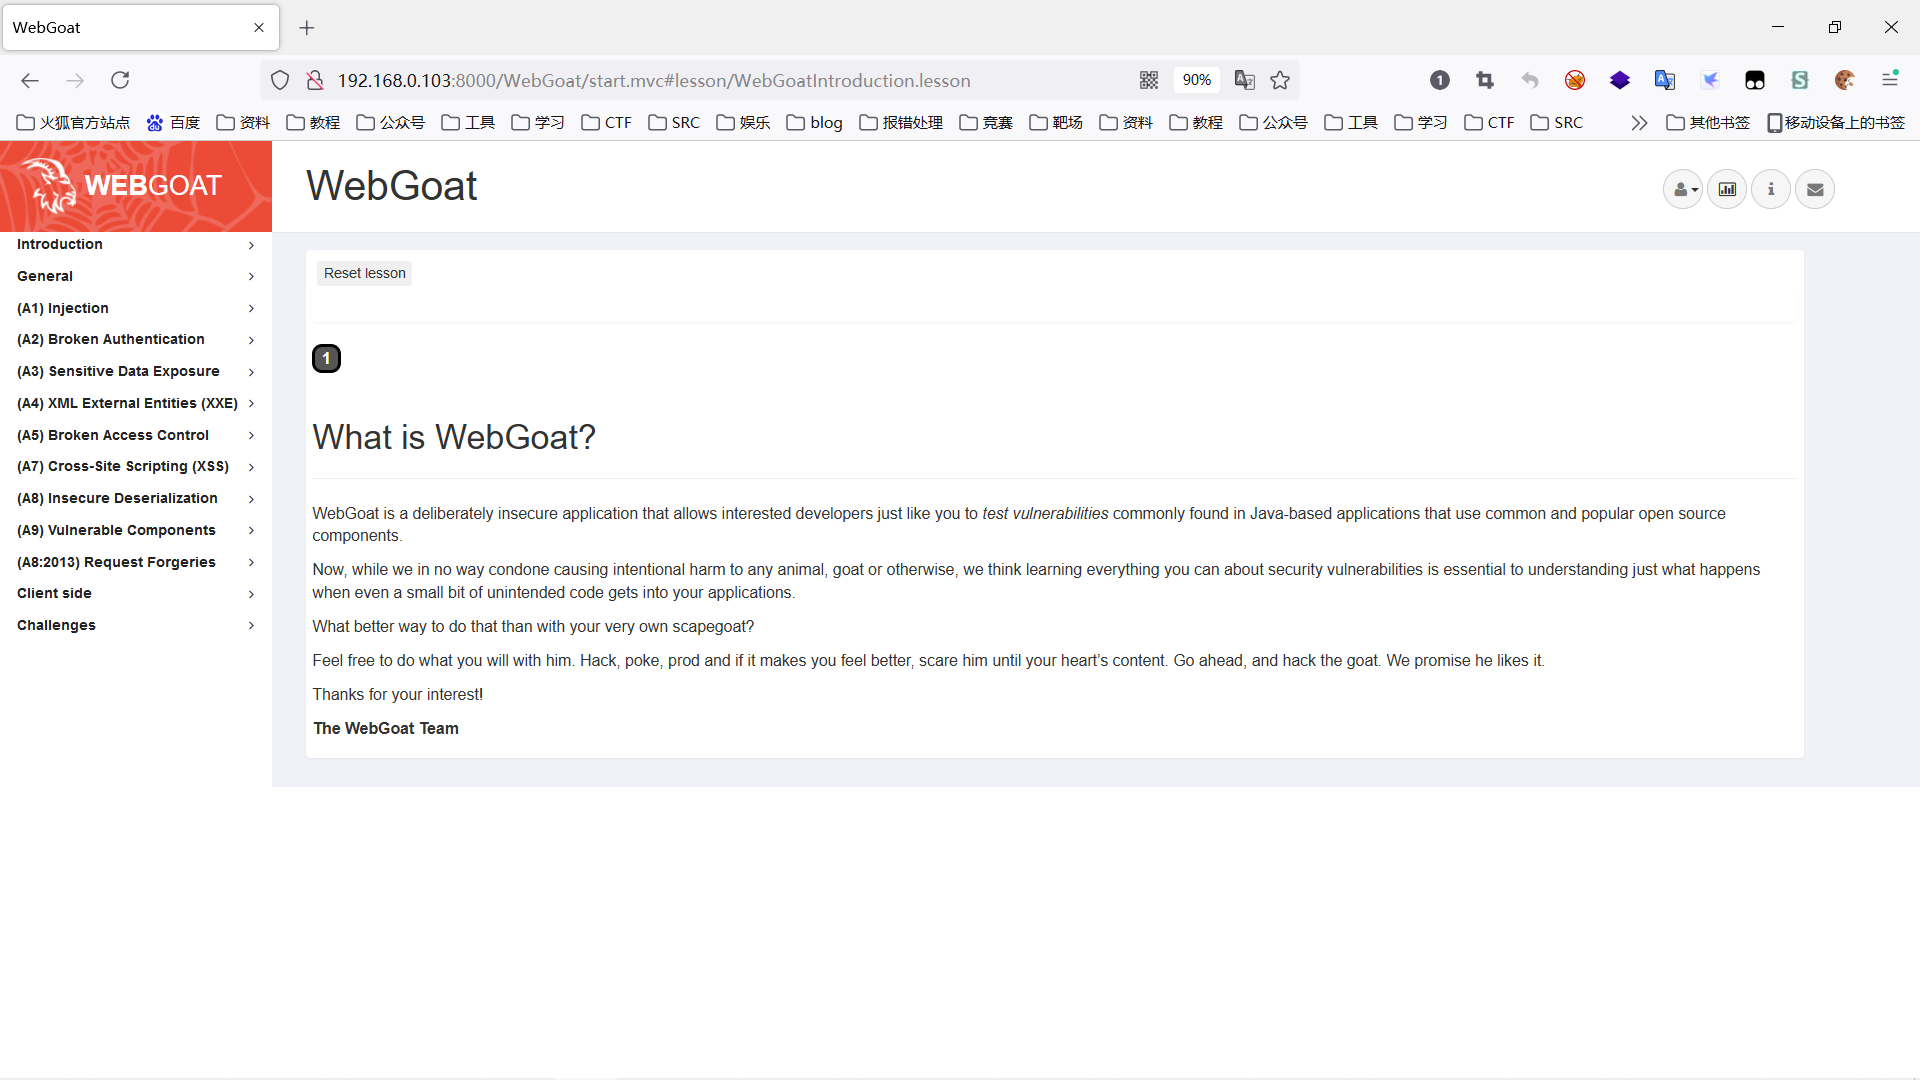 WebGoat
192.168.0.103:8000/WebGoat/start.mvc#lesson/WebGoatIntroduction.lesson
90%
1
火狐官方站点 百度 资料 教程 公众号 工具 学习 CTF SRC 娱乐 blog 报错处理 竞赛 靶场 资料 教程 公众号 工具 学习 CTF SRC 其他书签 移动设备上的书签
WEBGOAT
WebGoat
Introduction
General
(A1) Injection
(A2) Broken Authentication
(A3) Sensitive Data Exposure
(A4) XML External Entities (XXE)
(A5) Broken Access Control
(A7) Cross-Site Scripting (XSS)
(A8) Insecure Deserialization
(A9) Vulnerable Components
(A8:2013) Request Forgeries
Client side
Challenges
Reset lesson
1
What is WebGoat?
WebGoat is a deliberately insecure application that allows interested developers just like you to test vulnerabilities commonly found in Java-based applications that use common and popular open source
components.
Now, while we in no way condone causing intentional harm to any animal, goat or otherwise, we think learning everything you can about security vulnerabilities is essential to understanding just what happens
when even a small bit of unintended code gets into your applications.
What better way to do that than with your very own scapegoat?
Feel free to do what you will with him. Hack, poke, prod and if it makes you feel better, scare him until your heart’s content. Go ahead, and hack the goat. We promise he likes it.
Thanks for your interest!
The WebGoat Team